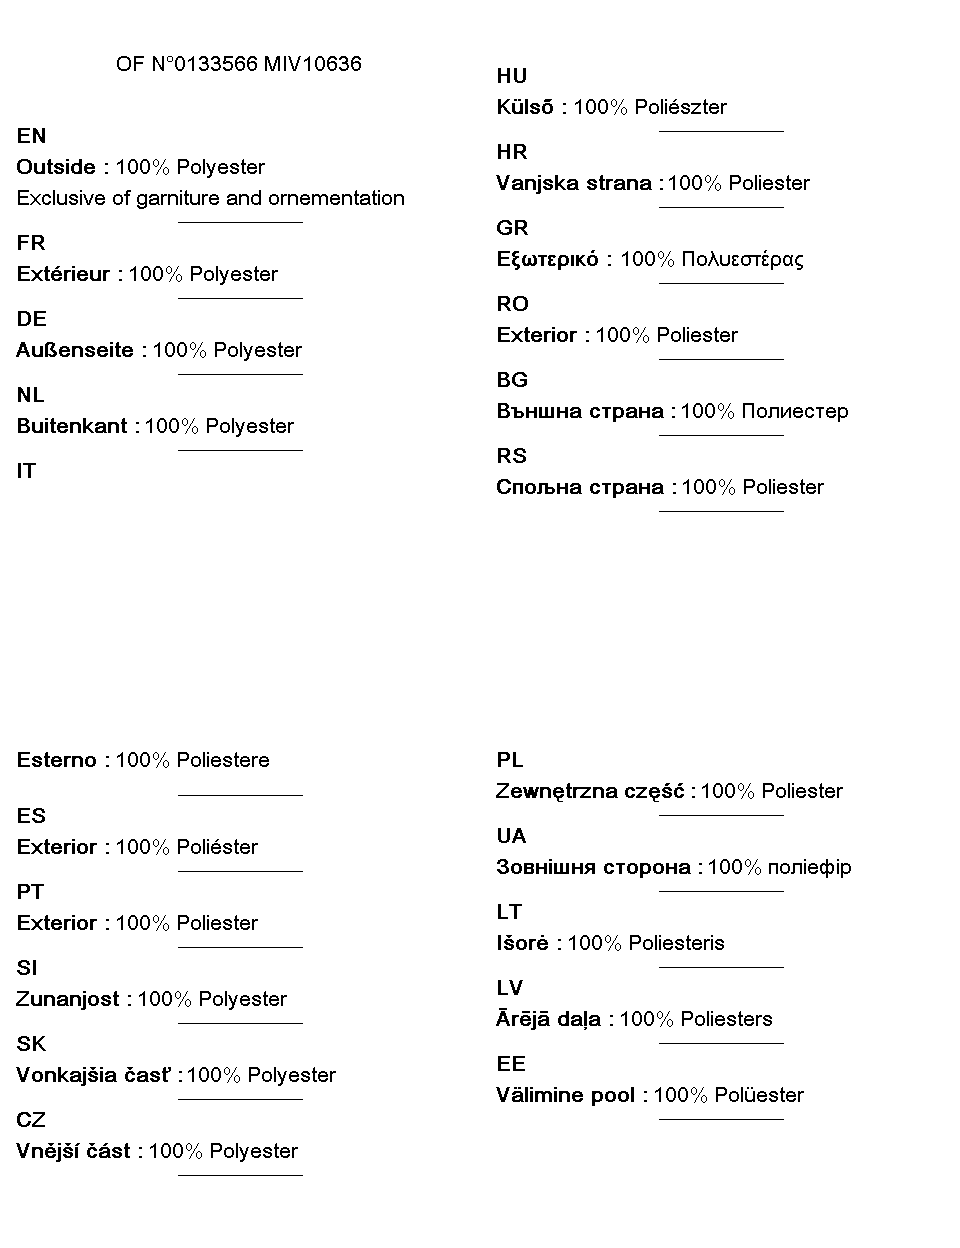 OF N°0133566 MIV10636
EN
Outside : 100% Polyester
Exclusive of garniture and ornementation
FR
Extérieur : 100% Polyester
DE
Außenseite : 100% Polyester
NL
Buitenkant : 100% Polyester
IT
Esterno : 100% Poliestere
ES
Exterior : 100% Poliéster
PT
Exterior : 100% Poliester
SI
Zunanjost : 100% Polyester
SK
Vonkajšia časť : 100% Polyester
CZ
Vnější část : 100% Polyester
HU
Külső : 100% Poliészter
HR
Vanjska strana : 100% Poliester
GR
Εξωτερικό : 100% Πολυεστέρας
RO
Exterior : 100% Poliester
BG
Външна страна : 100% Полиестер
RS
Спољна страна : 100% Poliester
PL
Zewnętrzna część : 100% Poliester
UA
Зовнішня сторона : 100% поліефір
LT
Išorė : 100% Poliesteris
LV
Ārējā daļa : 100% Poliesters
EE
Välimine pool : 100% Polüester